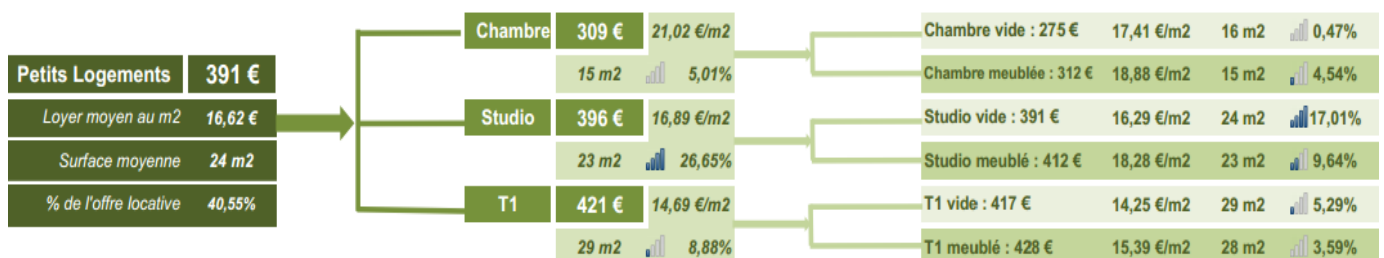 Petits Logements 391 €
Loyer moyen au m2 16,62 €
Surface moyenne 24 m2
% de l'offre locative 40,55%
Chambre 309 € 21,02 €/m2
15 m2 5,01%
Studio 396 € 16,89 €/m2
23 m2 26,65%
T1 421 € 14,69 €/m2
29 m2 8,88%
Chambre vide : 275 € 17,41 €/m2 16 m2 0,47%
Chambre meublée : 312 € 18,88 €/m2 15 m2 4,54%
Studio vide : 391 € 16,29 €/m2 24 m2 17,01%
Studio meublé : 412 € 18,28 €/m2 23 m2 9,64%
T1 vide : 417 € 14,25 €/m2 29 m2 5,29%
T1 meublé : 428 € 15,39 €/m2 28 m2 3,59%